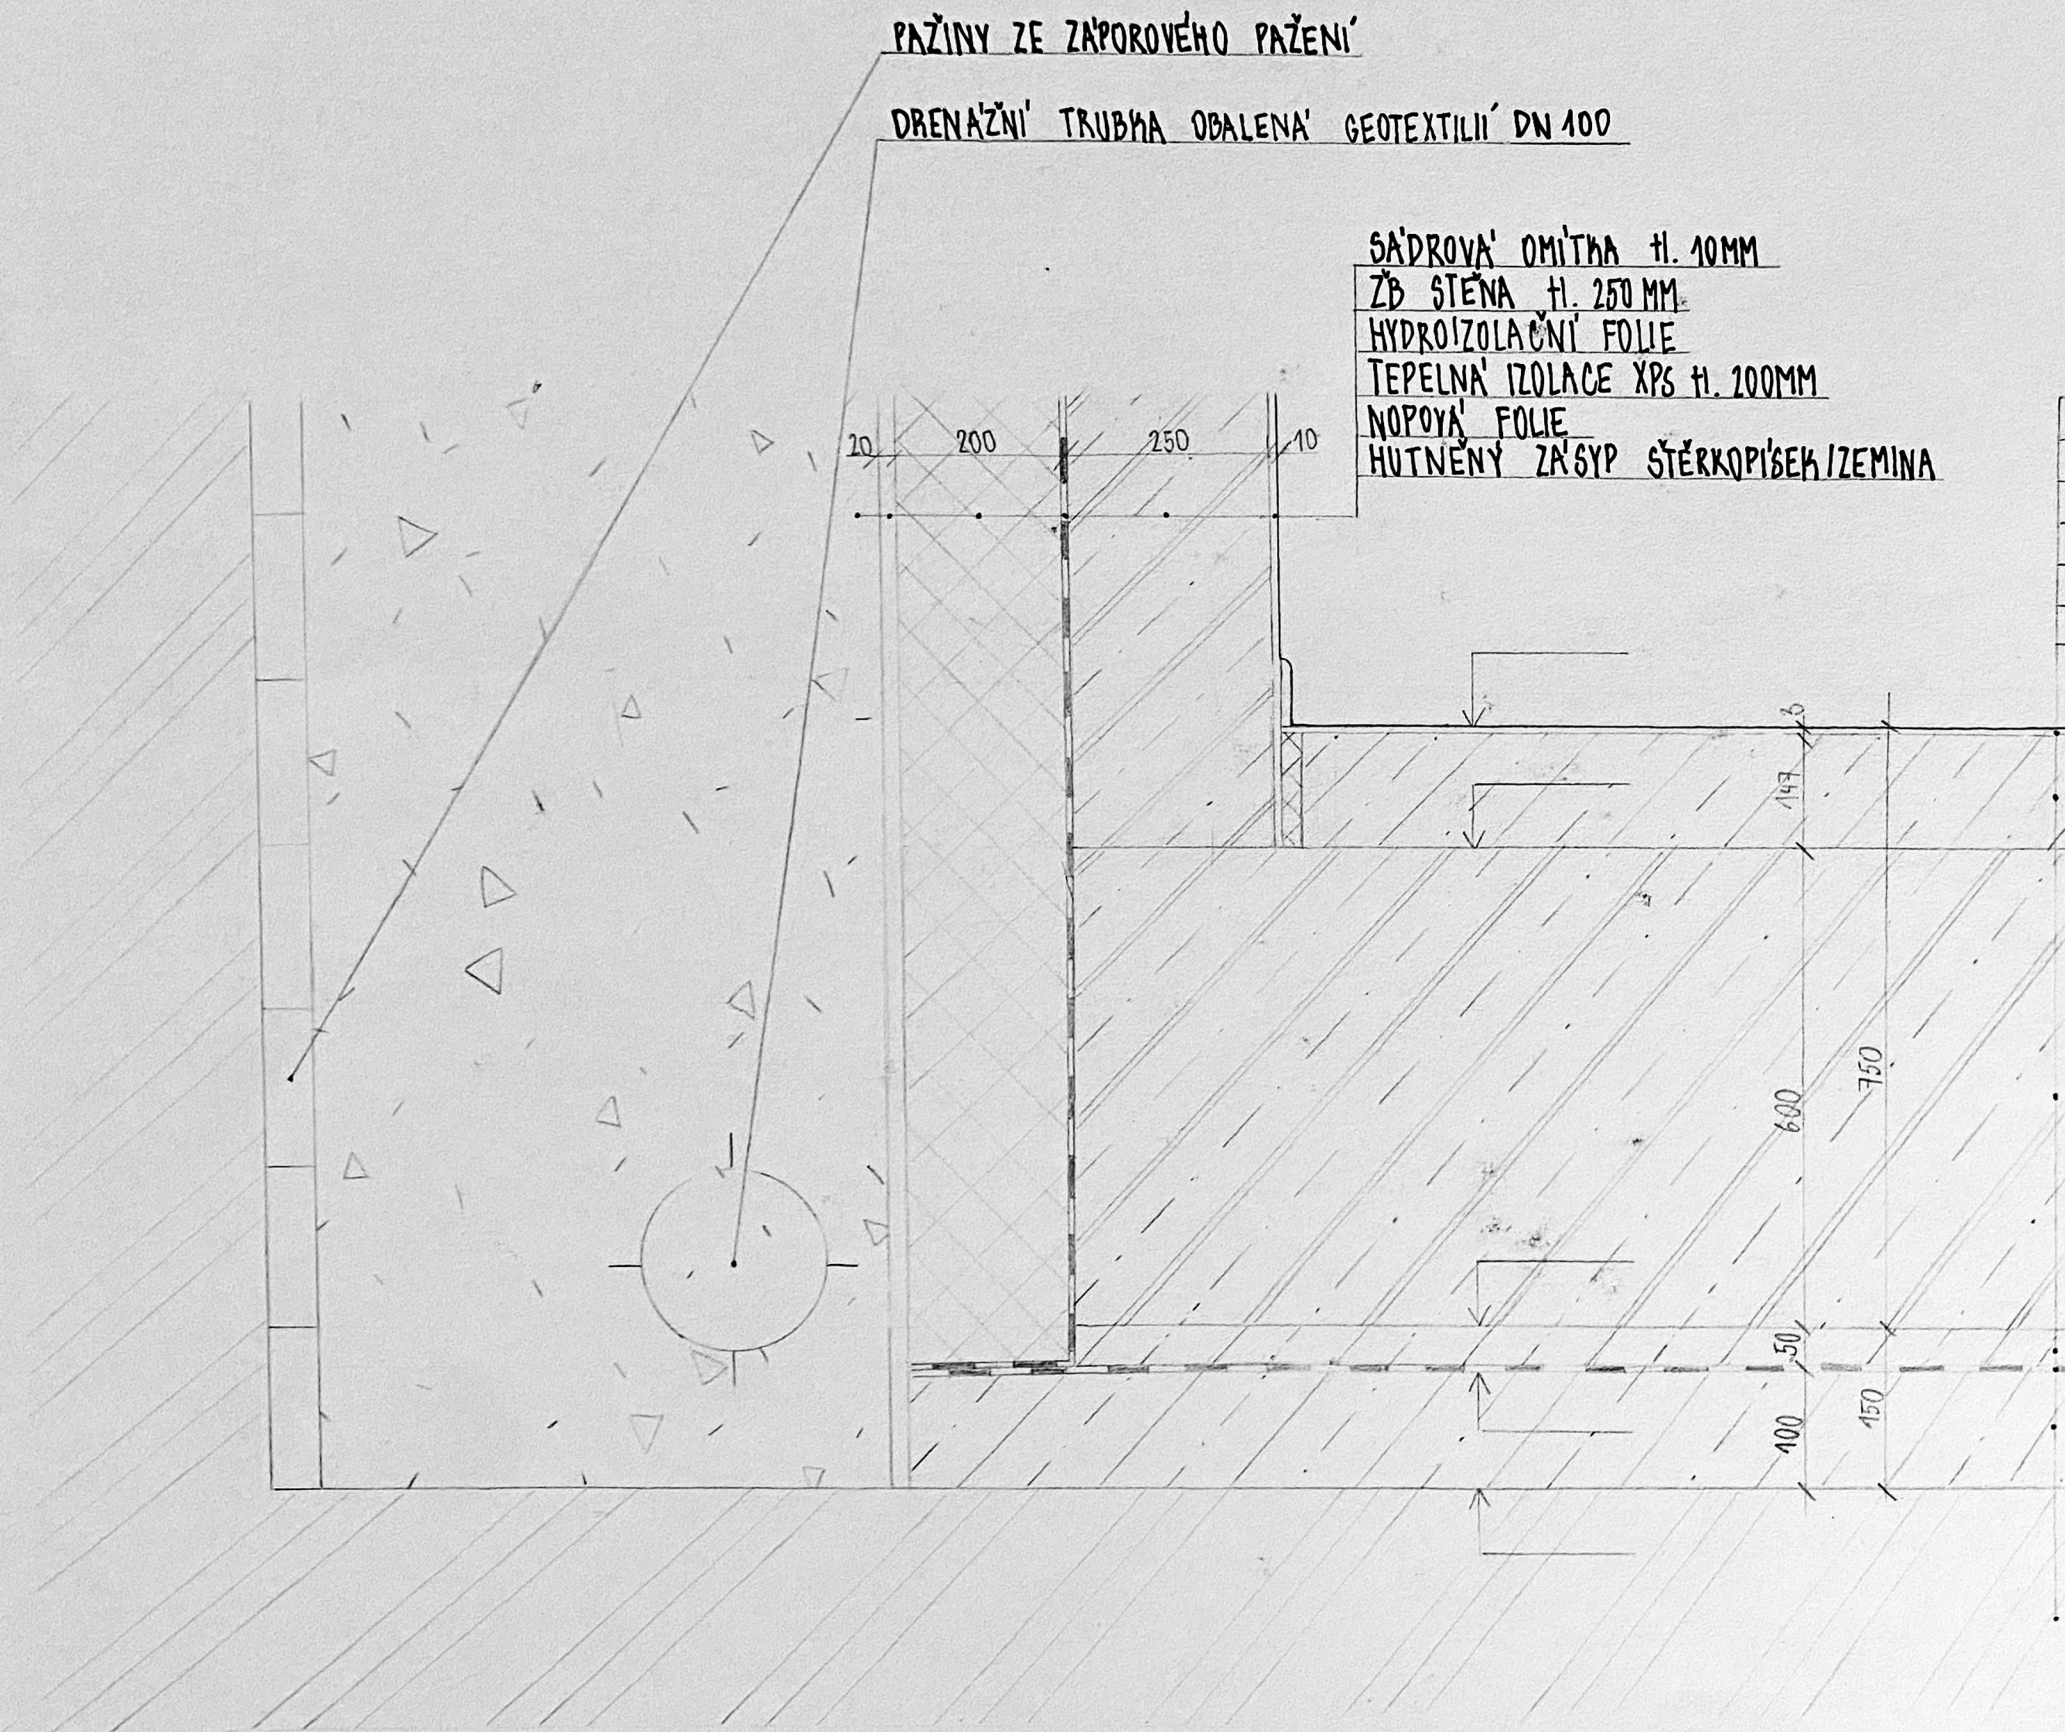 PAŽINY ZE ZÁPOROVÉHO PAŽENÍ
DRENÁŽNÍ TRUBKA OBALENÁ GEOTEXTILIÍ DN 100
SÁDROVÁ OMÍTKA tl. 10MM
ŽB STĚNA tl. 250 MM
HYDROIZOLAČNÍ FOLIE
TEPELNÁ IZOLACE XPS tl. 200MM
NOPOVÁ FOLIE
HUTNĚNÝ ZÁSYP ŠTĚRKOPÍSEK/ZEMINA
20 200 250 10
3
147
750
600
50
150
100